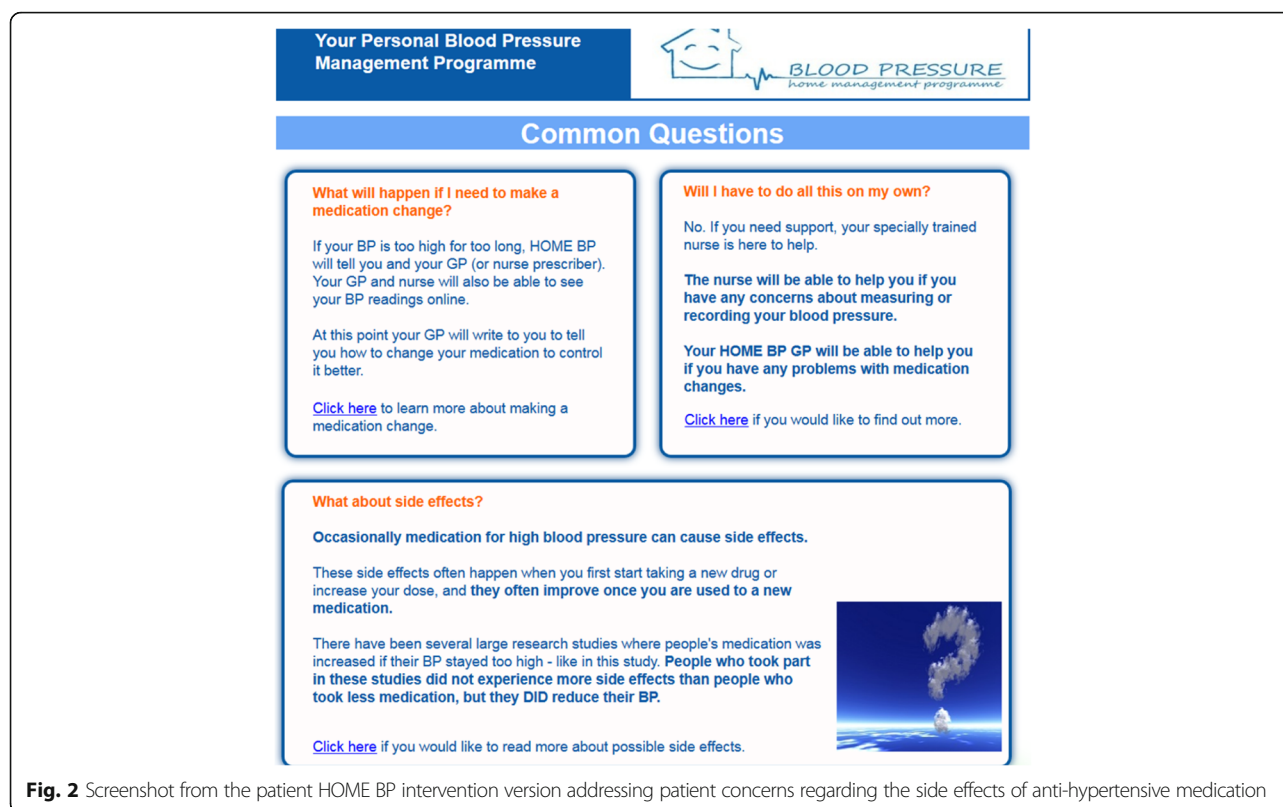 Your Personal Blood Pressure
Management Programme
BLOOD PRESSURE
home management programme
Common Questions
What will happen if I need to make a
medication change?
If your BP is too high for too long, HOME BP
will tell you and your GP (or nurse prescriber).
Your GP and nurse will also be able to see
your BP readings online.
At this point your GP will write to you to tell
you how to change your medication to control
it better.
Click here to learn more about making a
medication change.
Will I have to do all this on my own?
No. If you need support, your specially trained
nurse is here to help.
The nurse will be able to help you if you
have any concerns about measuring or
recording your blood pressure.
Your HOME BP GP will be able to help you
if you have any problems with medication
changes.
Click here if you would like to find out more.
What about side effects?
Occasionally medication for high blood pressure can cause side effects.
These side effects often happen when you first start taking a new drug or
increase your dose, and they often improve once you are used to a new
medication.
There have been several large research studies where people's medication was
increased if their BP stayed too high - like in this study. People who took part
in these studies did not experience more side effects than people who
took less medication, but they DID reduce their BP.
Click here if you would like to read more about possible side effects.
?
Fig. 2 Screenshot from the patient HOME BP intervention version addressing patient concerns regarding the side effects of anti-hypertensive medication